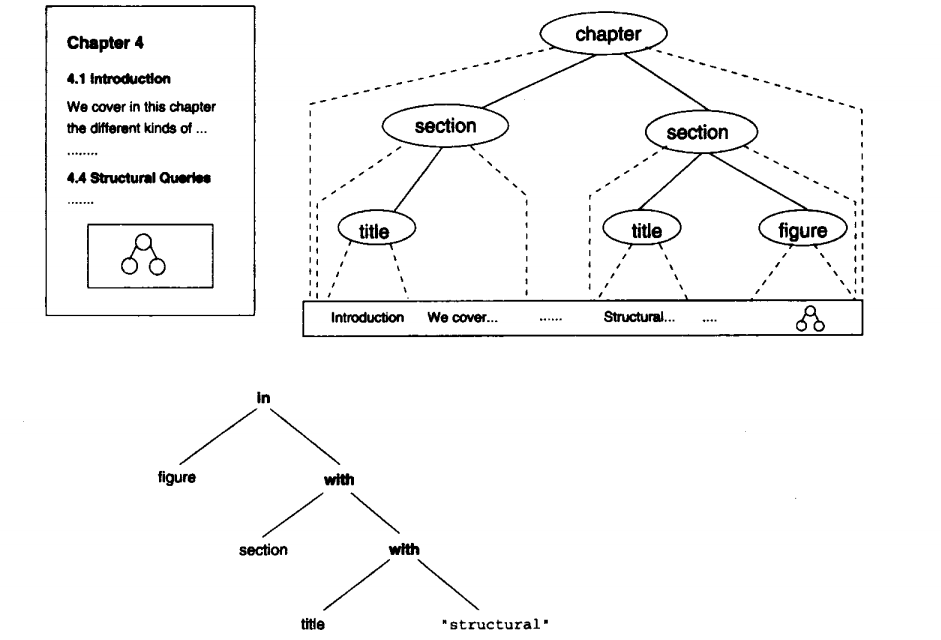 Chapter 4
4.1 Introduction
We cover in this chapter
the different kinds of ...
........
4.4 Structural Queries
.......
chapter
section
section
title
title
figure
Introduction We cover... ...... Structural... ....
in
figure
with
section
with
title
"structural"